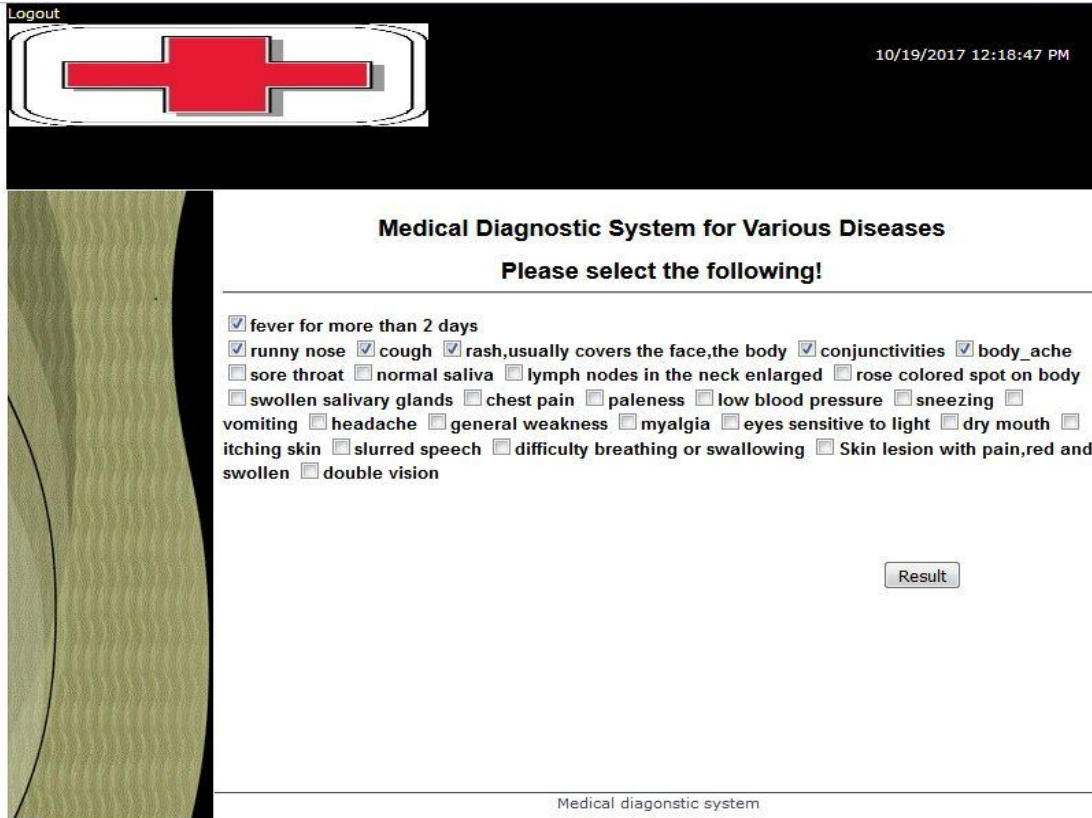 Logout
10/19/2017 12:18:47 PM
Medical Diagnostic System for Various Diseases
Please select the following!
fever for more than 2 days
runny nose cough rash,usually covers the face,the body conjunctivities body_ache
sore throat normal saliva lymph nodes in the neck enlarged rose colored spot on body
swollen salivary glands chest pain paleness low blood pressure sneezing
vomiting headache general weakness myalgia eyes sensitive to light dry mouth
itching skin slurred speech difficulty breathing or swallowing Skin lesion with pain,red and
swollen double vision
Result
Medical diagonstic system